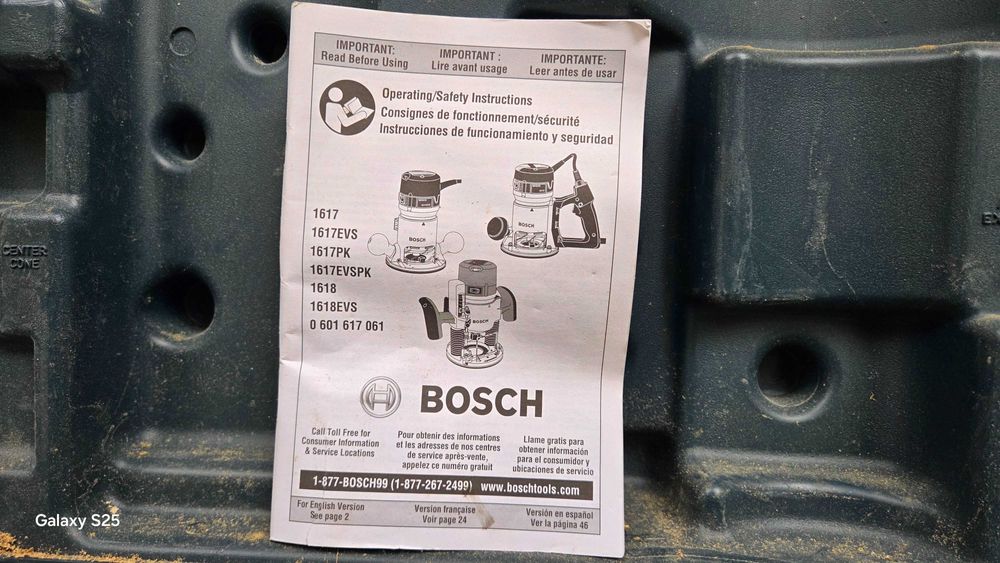 IMPORTANT:
Read Before Using
IMPORTANT :
Lire avant usage
IMPORTANTE:
Leer antes de usar
Operating/Safety Instructions
Consignes de fonctionnement/sécurité
Instrucciones de funcionamiento y seguridad
1617
1617EVS
1617PK
1617EVSPK
1618
1618EVS
0 601 617 061
BOSCH
BOSCH
BOSCH
BOSCH
Call Toll Free for
Consumer Information
& Service Locations
Pour obtenir des informations
et les adresses de nos centres
de service après-vente,
appelez ce numéro gratuit
Llame gratis para
obtener información
para el consumidor y
ubicaciones de servicio
1-877-BOSCH99 (1-877-267-2499) www.boschtools.com
For English Version
See page 2
Version française
Voir page 24
Versión en español
Ver la página 46
CENTER
CONE
Galaxy S25